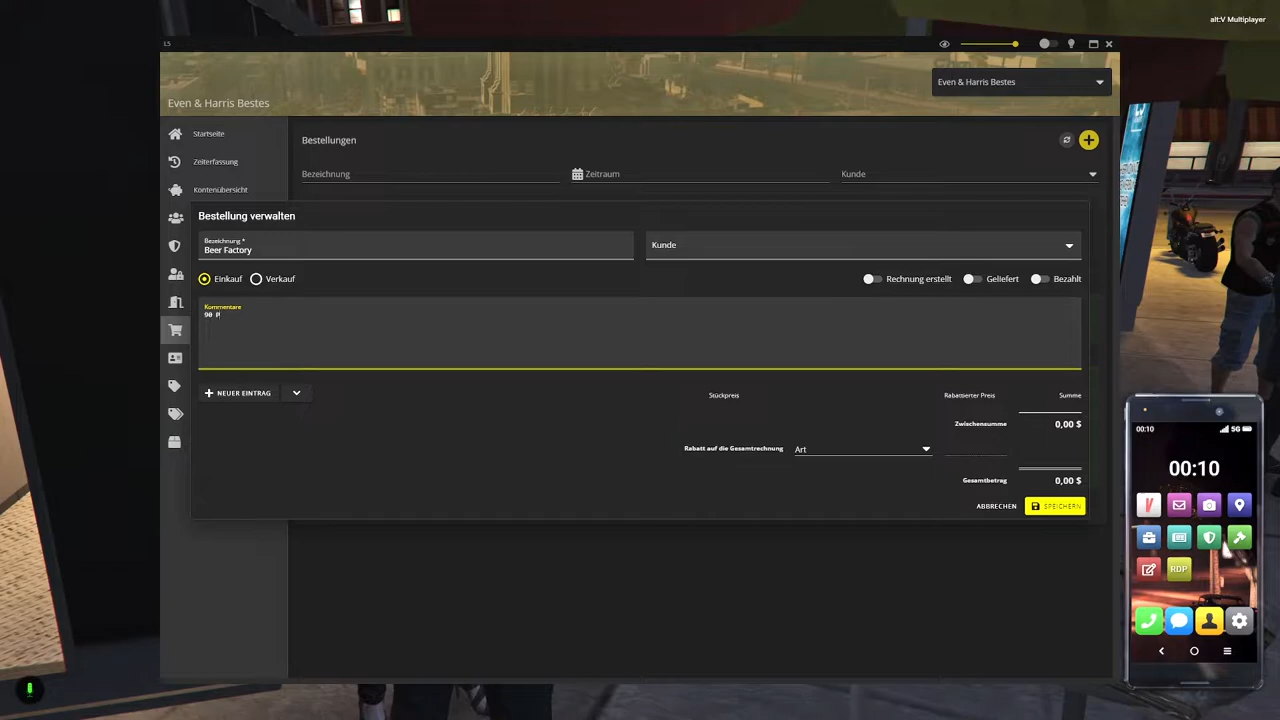 alt:V Multiplayer
Even & Harris Bestes
Even & Harris Bestes
Startseite
Bestellungen
Zeiterfassung
Bezeichnung
Zeitraum
Kunde
Kontenübersicht
Bestellung verwalten
Bezeichnung *
Beer Factory
Kunde
Einkauf
Verkauf
Rechnung erstellt
Geliefert
Bezahlt
Kommentare
90 P
NEUER EINTRAG
Stückpreis
Rabattierter Preis
Summe
Zwischensumme
0,00 $
Rabatt auf die Gesamtrechnung
Art
Gesamtbetrag
0,00 $
ABBRECHEN
SPEICHERN
00:10
5G
00:10
RDP